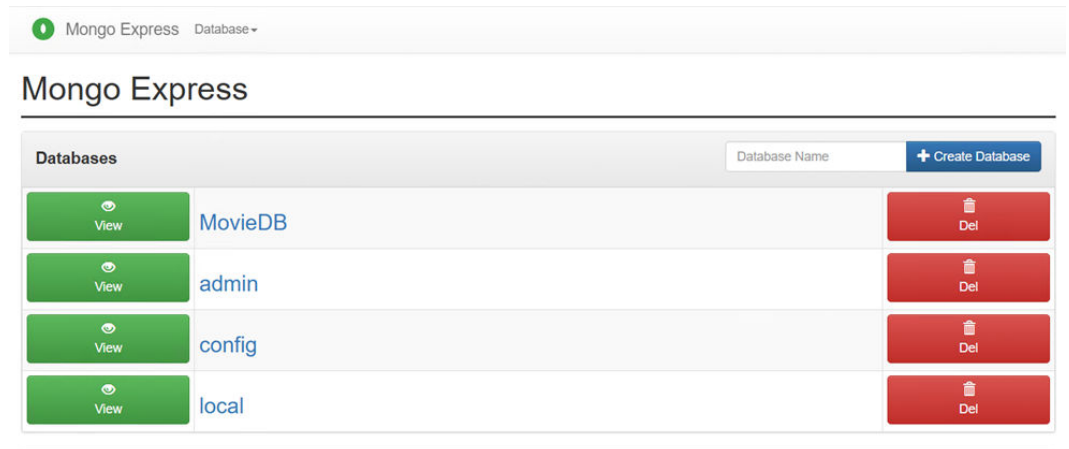 Mongo Express Database
Mongo Express
Databases Database Name Create Database
View MovieDB Del
View admin Del
View config Del
View local Del